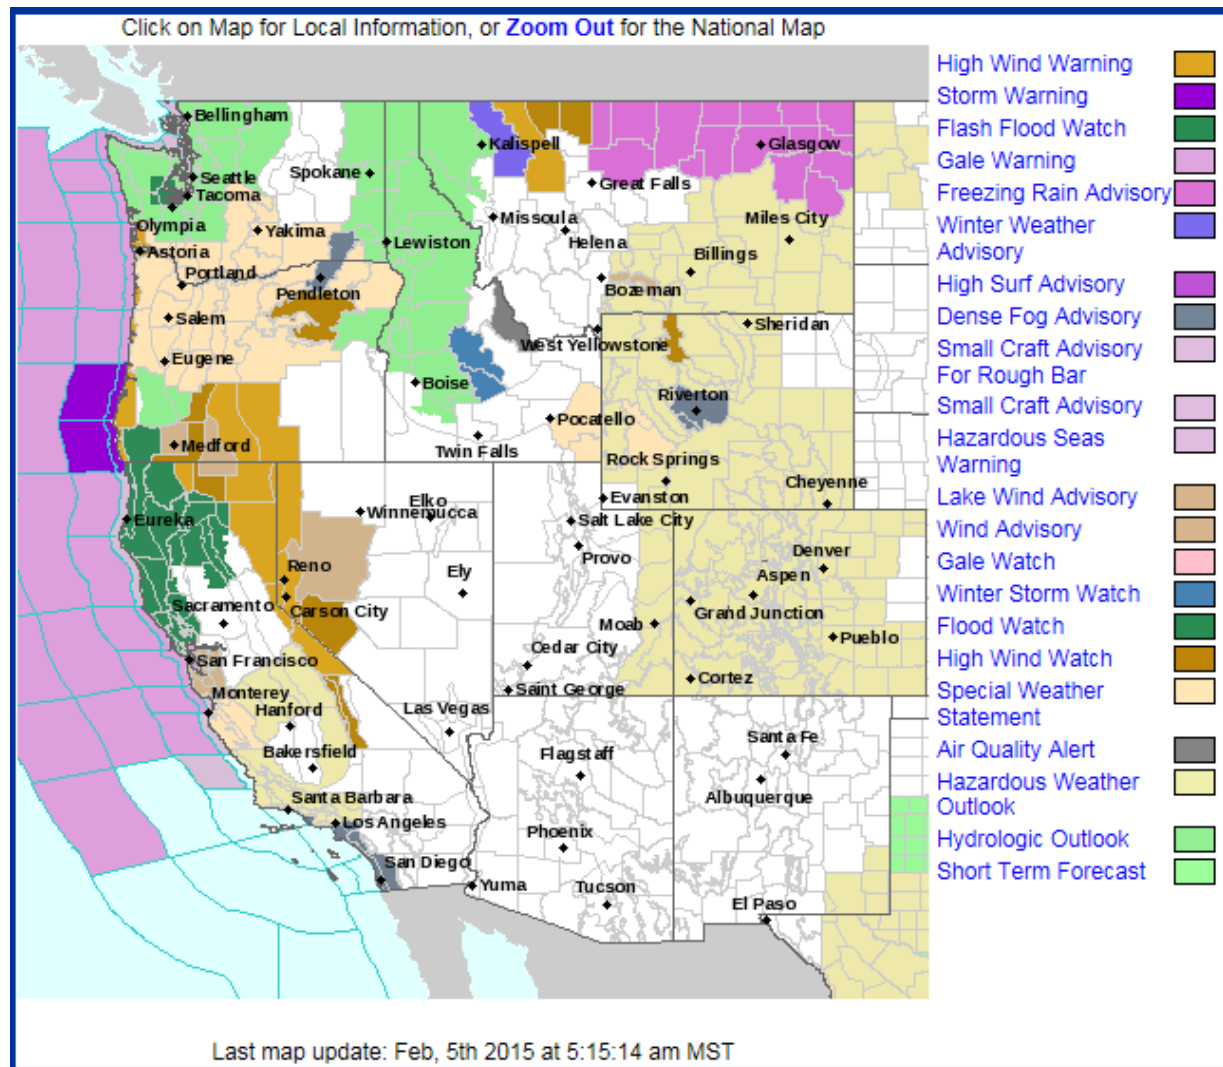 Click on Map for Local Information, or Zoom Out for the National Map
High Wind Warning
Storm Warning
Flash Flood Watch
Gale Warning
Freezing Rain Advisory
Winter Weather
Advisory
High Surf Advisory
Dense Fog Advisory
Small Craft Advisory
For Rough Bar
Small Craft Advisory
Hazardous Seas
Warning
Lake Wind Advisory
Wind Advisory
Gale Watch
Winter Storm Watch
Flood Watch
High Wind Watch
Special Weather
Statement
Air Quality Alert
Hazardous Weather
Outlook
Hydrologic Outlook
Short Term Forecast
Bellingham
Kalispell
Glasgow
Seattle
Spokane
Tacoma
Great Falls
Olympia
Yakima
Missoula
Miles City
Lewiston
Helena
Astoria
Billings
Portland
Pendleton
Bozeman
Salem
Sheridan
Eugene
West Yellowstone
Boise
Riverton
Pocatello
Medford
Twin Falls
Rock Springs
Cheyenne
Elko
Evanston
Winnemucca
Eureka
Salt Lake City
Provo
Denver
Reno
Ely
Aspen
Sacramento
Carson City
Grand Junction
Moab
Pueblo
Cedar City
San Francisco
Cortez
Monterey
Saint George
Hanford
Las Vegas
Santa Fe
Bakersfield
Flagstaff
Albuquerque
Santa Barbara
Los Angeles
Phoenix
San Diego
Yuma
Tucson
El Paso
Last map update: Feb, 5th 2015 at 5:15:14 am MST